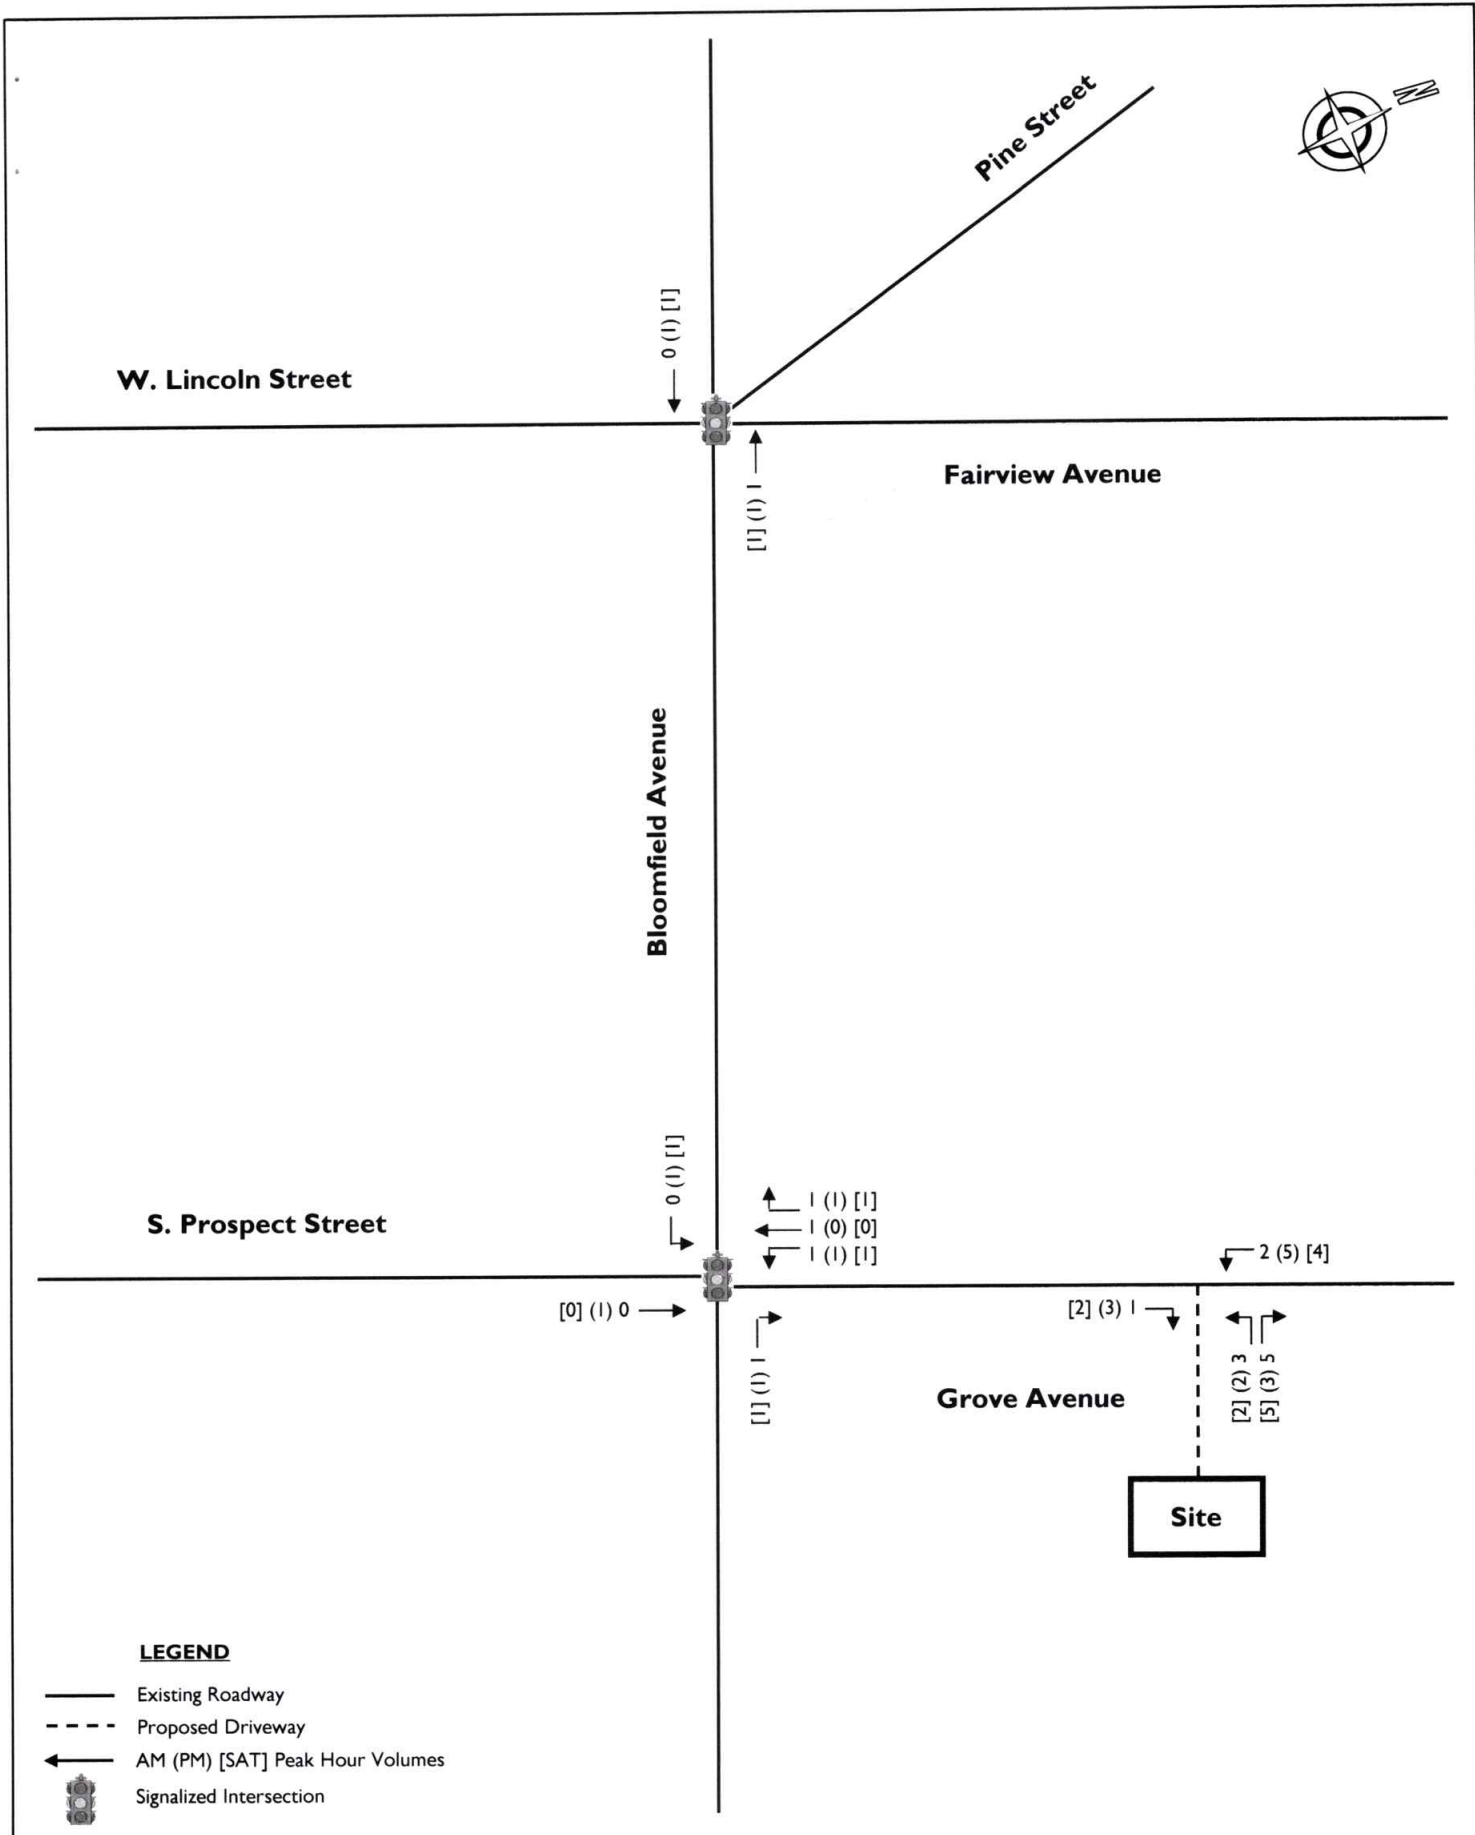 N
Pine Street
0 (1) [1]
W. Lincoln Street
Fairview Avenue
[1] (1) 1
Bloomfield Avenue
0 (1) [1]
S. Prospect Street
1 (1) [1]
1 (0) [0]
1 (1) [1]
2 (5) [4]
[0] (1) 0
[2] (3) 1
[1] (1) 1
[2] (2) 3
[5] (3) 5
Grove Avenue
Site
LEGEND
Existing Roadway
Proposed Driveway
AM (PM) [SAT] Peak Hour Volumes
Signalized Intersection